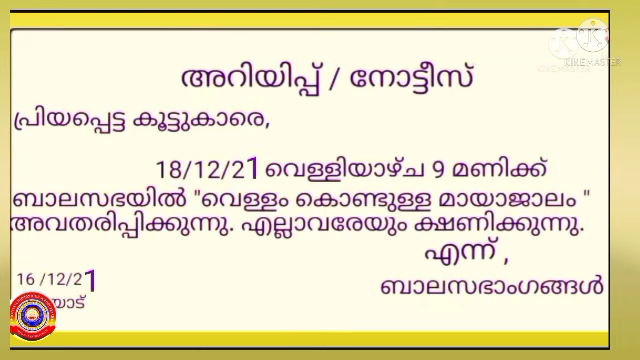 KINEMASTER
അറിയിപ്പ് / നോട്ടീസ്
പ്രിയപ്പെട്ട കൂട്ടുകാരെ,
18/12/21 വെള്ളിയാഴ്ച 9 മണിക്ക്
ബാലസഭയിൽ "വെള്ളം കൊണ്ടുള്ള മായാജാലം "
അവതരിപ്പിക്കുന്നു. എല്ലാവരേയും ക്ഷണിക്കുന്നു.
എന്ന് ,
16 /12/21
ബാലസഭാംഗങ്ങൾ